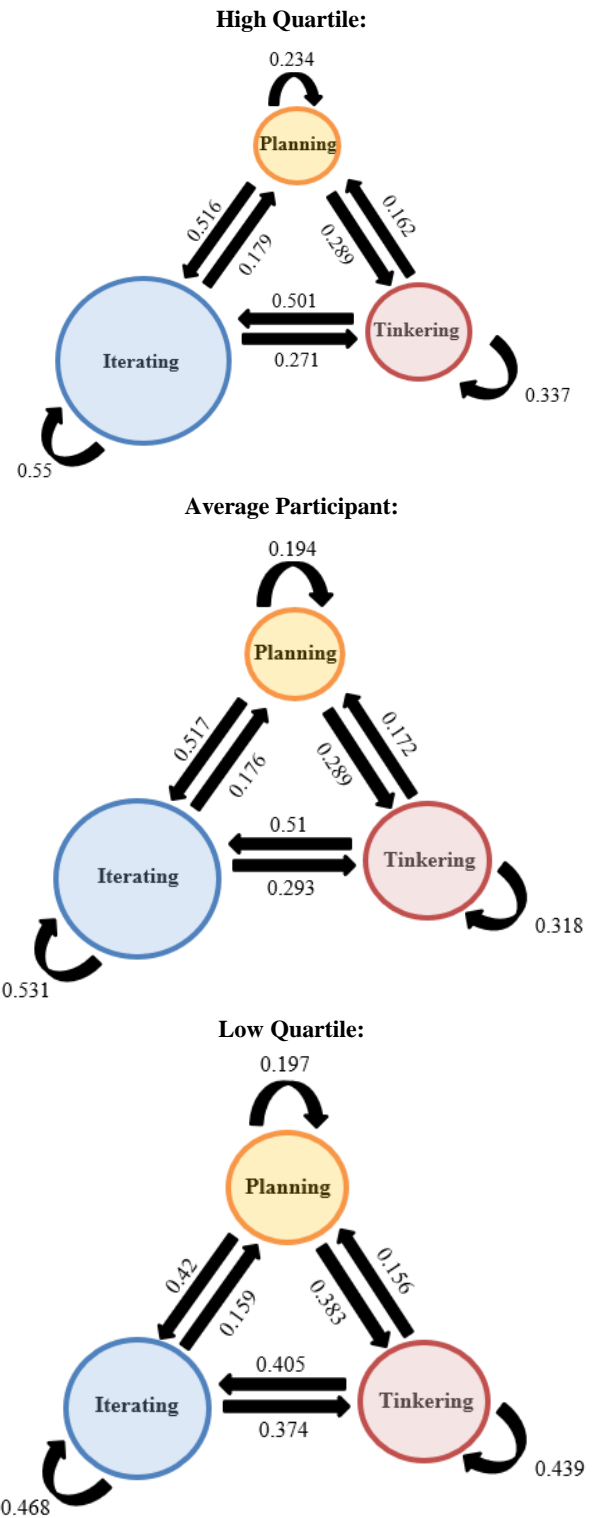 High Quartile:
0.234
Planning
0.516
0.179
0.289
0.162
0.501
0.271
Iterating
Tinkering
0.337
0.55
Average Participant:
0.194
Planning
0.517
0.176
0.289
0.172
0.51
0.293
Iterating
Tinkering
0.318
0.531
Low Quartile:
0.197
Planning
0.42
0.159
0.383
0.156
0.405
0.374
Iterating
Tinkering
0.439
0.468